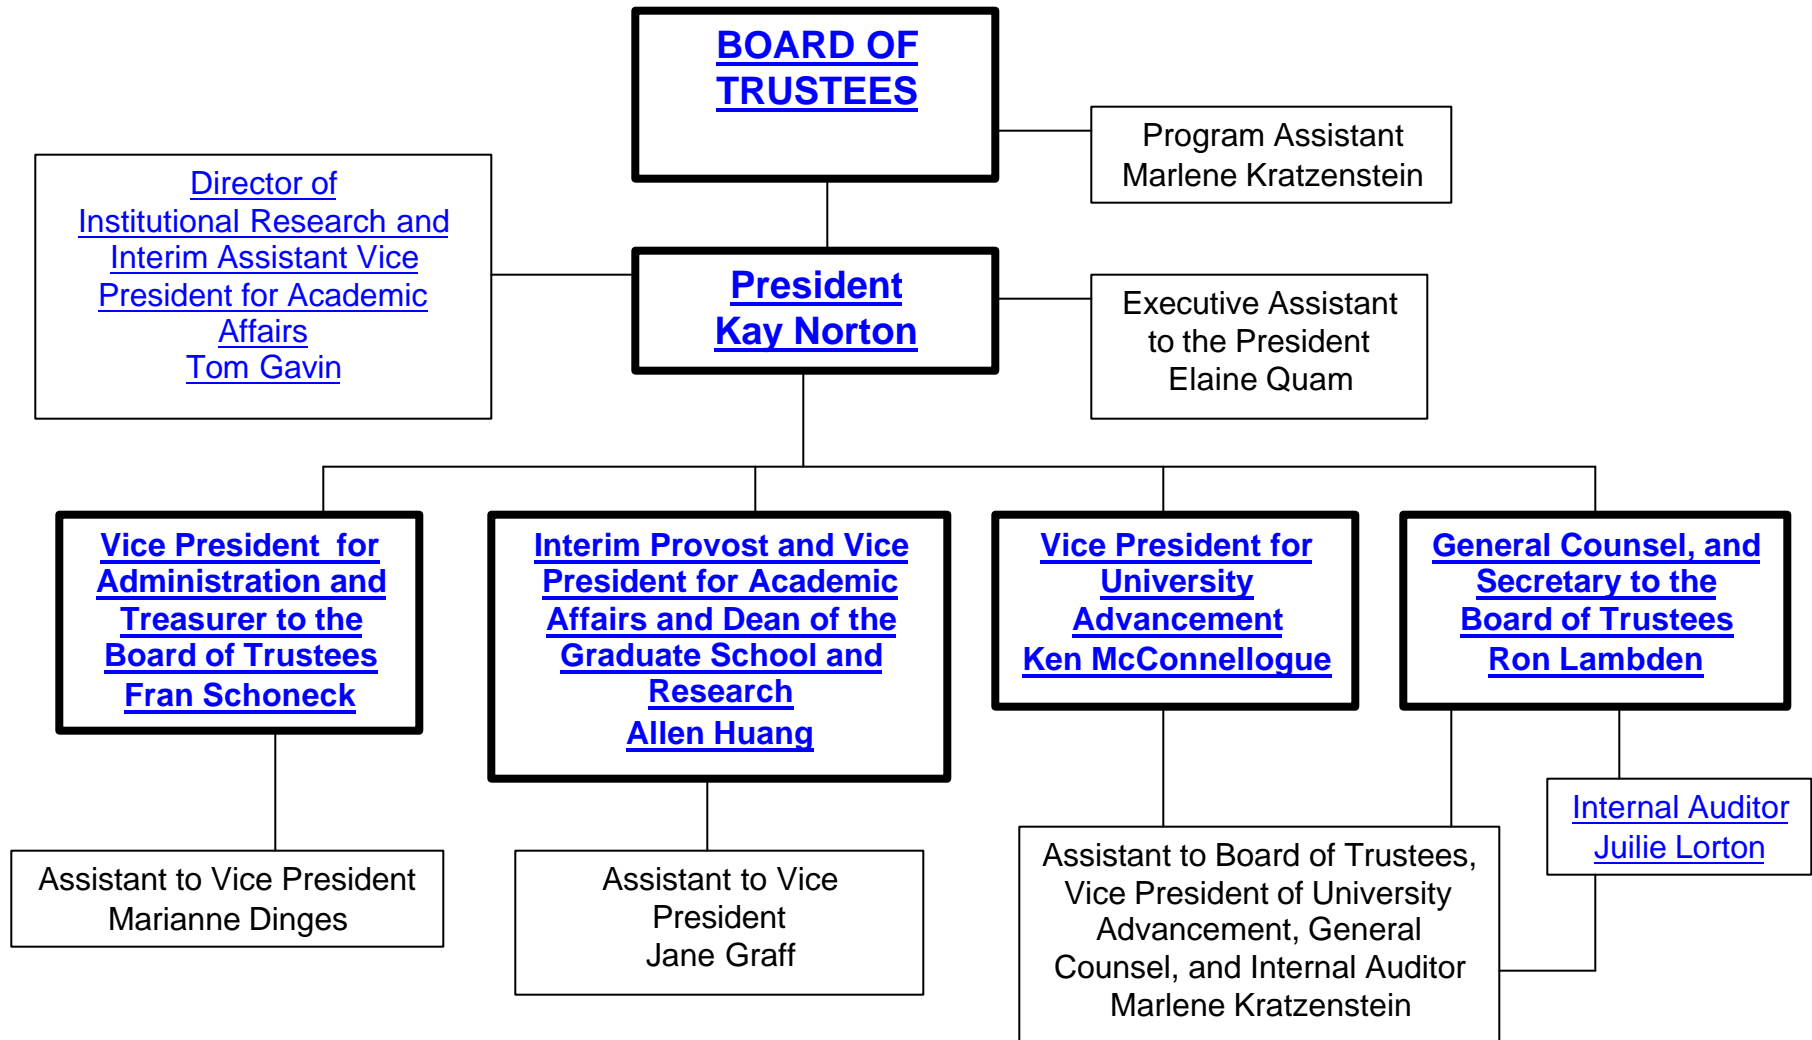 BOARD OF
TRUSTEES
Program Assistant
Marlene Kratzenstein
Director of
Institutional Research and
Interim Assistant Vice
President for Academic
Affairs
Tom Gavin
President
Kay Norton
Executive Assistant
to the President
Elaine Quam
Vice President for
Administration and
Treasurer to the
Board of Trustees
Fran Schoneck
Interim Provost and Vice
President for Academic
Affairs and Dean of the
Graduate School and
Research
Allen Huang
Vice President for
University
Advancement
Ken McConnellogue
General Counsel, and
Secretary to the
Board of Trustees
Ron Lambden
Internal Auditor
Juilie Lorton
Assistant to Vice President
Marianne Dinges
Assistant to Vice
President
Jane Graff
Assistant to Board of Trustees,
Vice President of University
Advancement, General
Counsel, and Internal Auditor
Marlene Kratzenstein